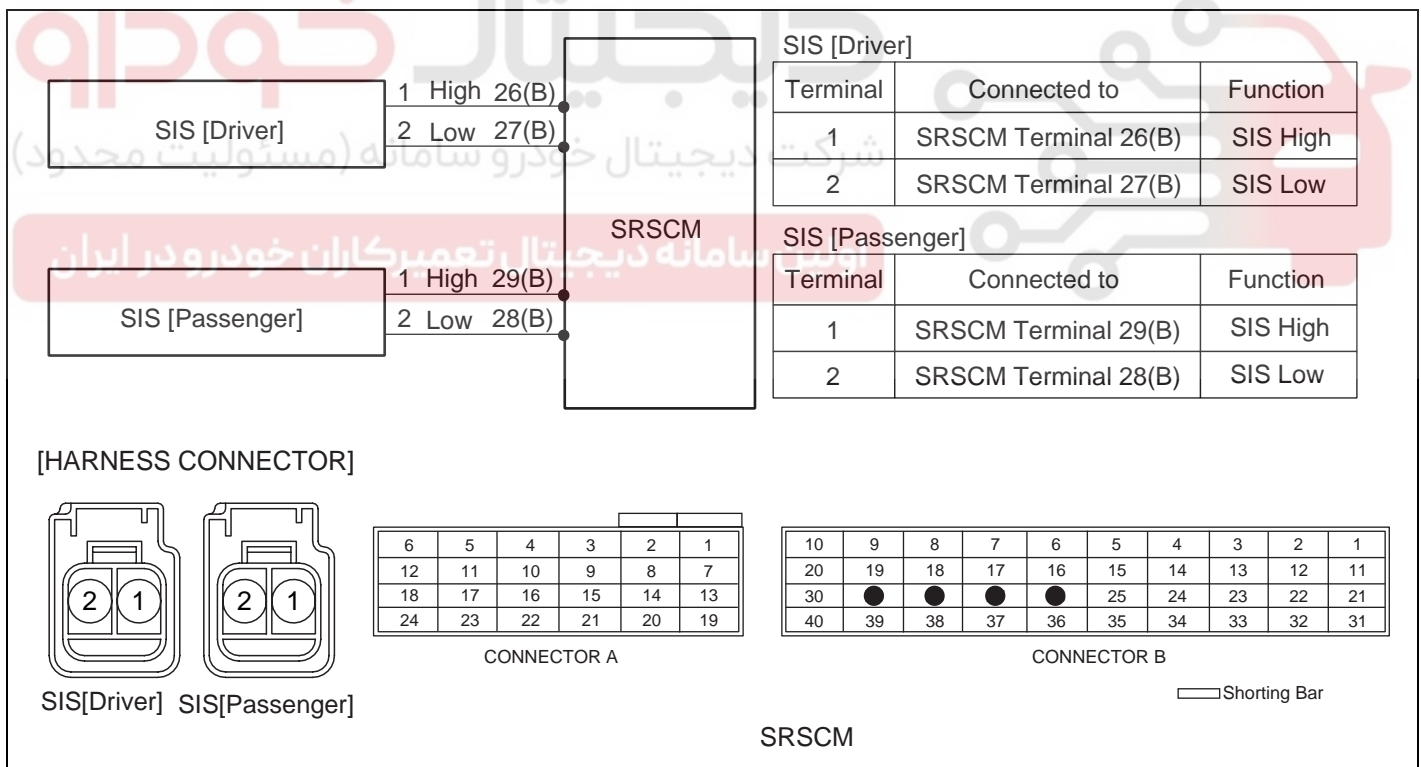 دیجیتال خودرو
شرکت دیجیتال خودرو سامانه (مسئولیت محدود)
اولین سامانه دیجیتال تعمیرکاران خودرو در ایران
SIS [Driver]
1 High 26(B)
2 Low 27(B)
SIS [Passenger]
1 High 29(B)
2 Low 28(B)
SRSCM
SIS [Driver]
Terminal Connected to Function
1 SRSCM Terminal 26(B) SIS High
2 SRSCM Terminal 27(B) SIS Low
SIS [Passenger]
Terminal Connected to Function
1 SRSCM Terminal 29(B) SIS High
2 SRSCM Terminal 28(B) SIS Low
[HARNESS CONNECTOR]
2 1
SIS[Driver]
2 1
SIS[Passenger]
6 5 4 3 2 1
12 11 10 9 8 7
18 17 16 15 14 13
24 23 22 21 20 19
CONNECTOR A
10 9 8 7 6 5 4 3 2 1
20 19 18 17 16 15 14 13 12 11
30 25 24 23 22 21
40 39 38 37 36 35 34 33 32 31
CONNECTOR B
Shorting Bar
SRSCM